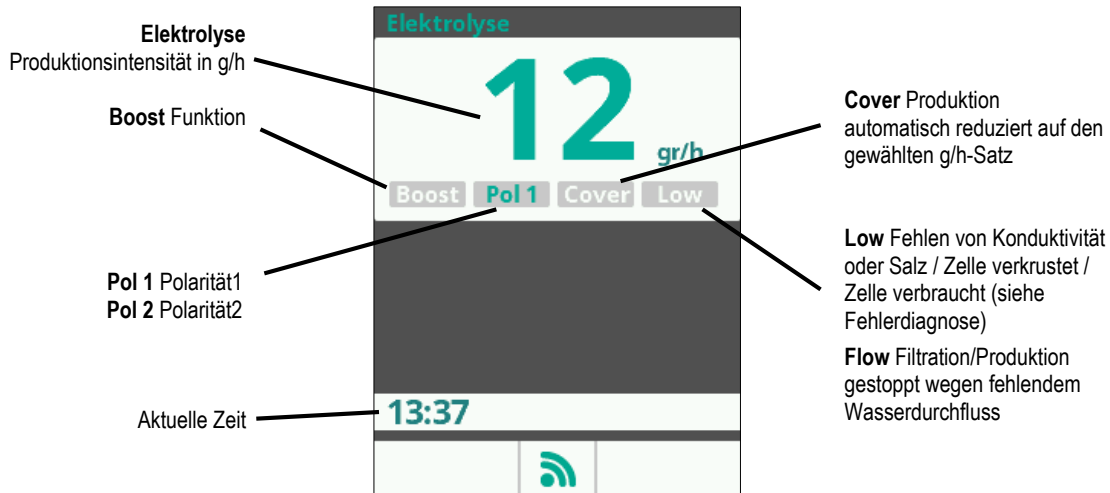 Elektrolyse
Produktionsintensität in g/h
Boost Funktion
Pol 1 Polarität1
Pol 2 Polarität2
Aktuelle Zeit
Elektrolyse
12
gr/h
Boost Pol 1 Cover Low
13:37
Cover Produktion
automatisch reduziert auf den
gewählten g/h-Satz
Low Fehlen von Konduktivität
oder Salz / Zelle verkrustet /
Zelle verbraucht (siehe
Fehlerdiagnose)
Flow Filtration/Produktion
gestoppt wegen fehlendem
Wasserdurchfluss